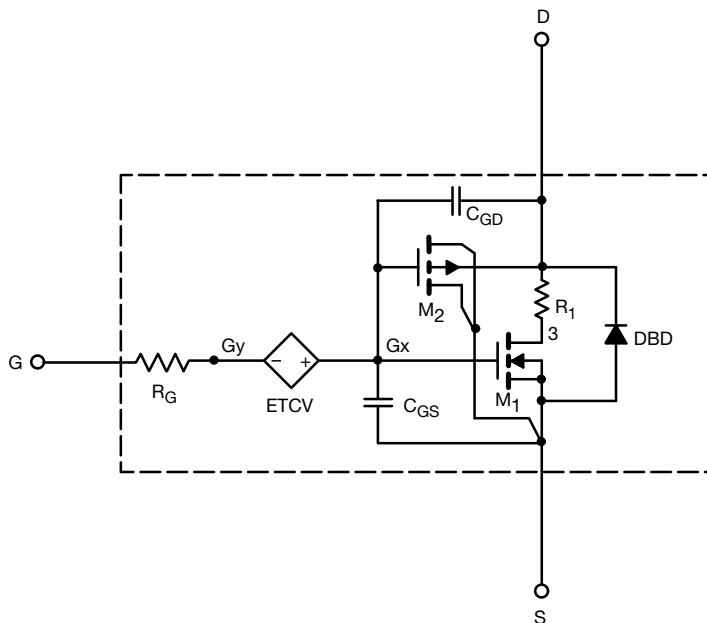 D
C_GD
M_2
R_1
3
DBD
G
Gy
Gx
R_G
− +
ETCV
C_GS
M_1
S